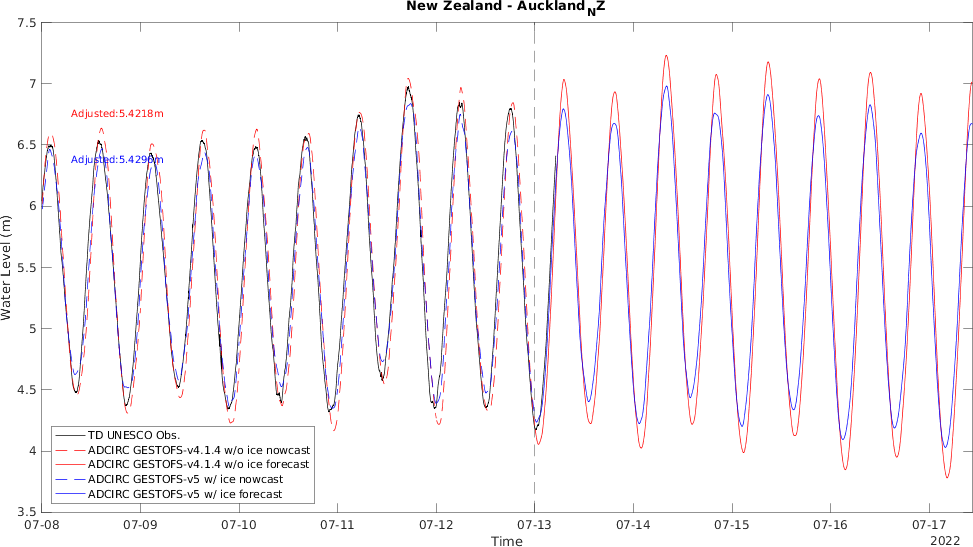 New Zealand - Auckland_NZ
7.5
7
6.5
6
5.5
5
4.5
4
3.5
Water Level (m)
Adjusted:5.4218m
Adjusted:5.4296m
TD UNESCO Obs.
ADCIRC GESTOFS-v4.1.4 w/o ice nowcast
ADCIRC GESTOFS-v4.1.4 w/o ice forecast
ADCIRC GESTOFS-v5 w/ ice nowcast
ADCIRC GESTOFS-v5 w/ ice forecast
07-08 07-09 07-10 07-11 07-12 07-13 07-14 07-15 07-16 07-17
Time
2022